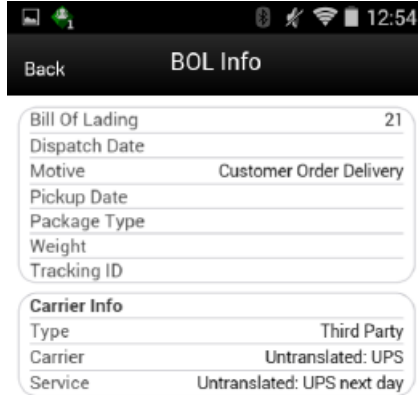 1 12:54
Back BOL Info
Bill Of Lading 21
Dispatch Date
Motive Customer Order Delivery
Pickup Date
Package Type
Weight
Tracking ID
Carrier Info
Type Third Party
Carrier Untranslated: UPS
Service Untranslated: UPS next day